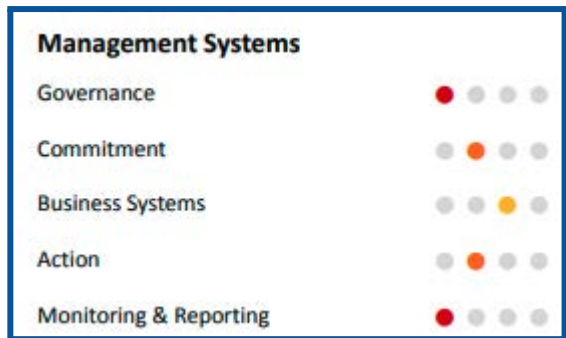 Management Systems
Governance
Commitment
Business Systems
Action
Monitoring & Reporting